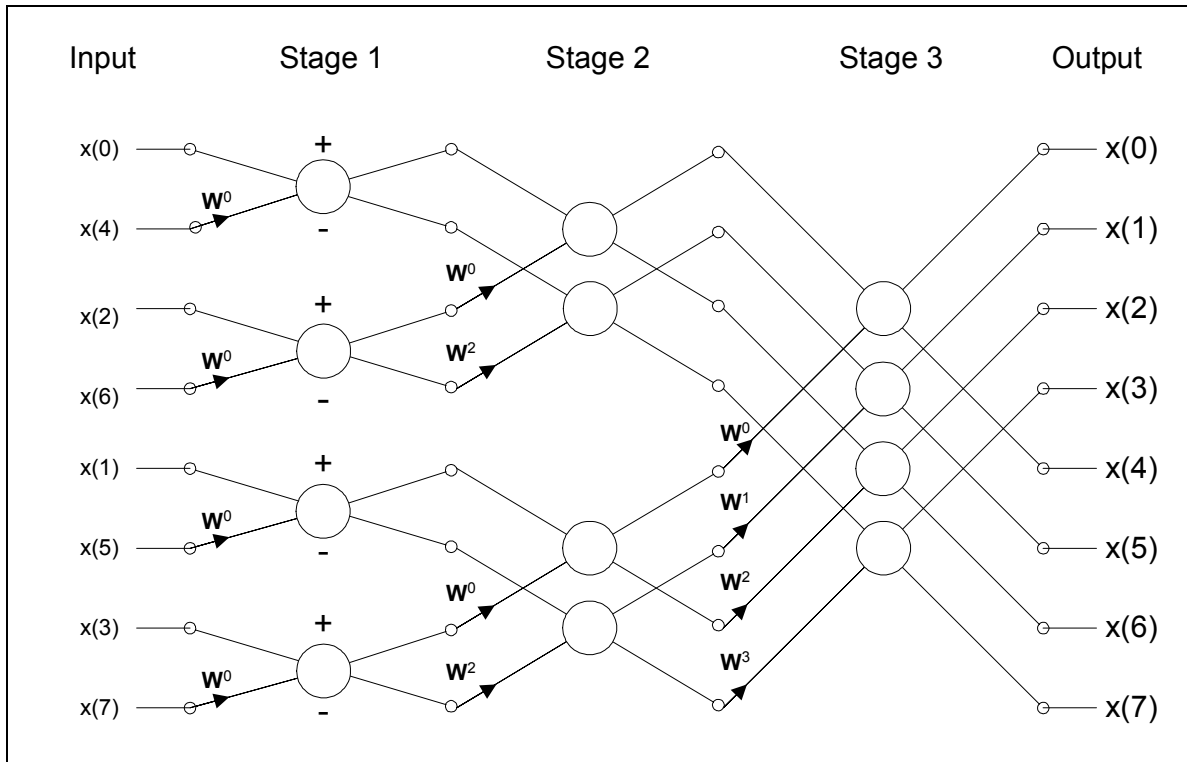 Input Stage 1 Stage 2 Stage 3 Output
x(0) + x(0)
W⁰
x(4) - x(1)
W⁰
x(2) + x(2)
W⁰ W²
x(6) - x(3)
W⁰
x(1) + x(4)
W⁰ W¹
x(5) - x(5)
W⁰ W²
x(3) + x(6)
W⁰ W² W³
x(7) - x(7)